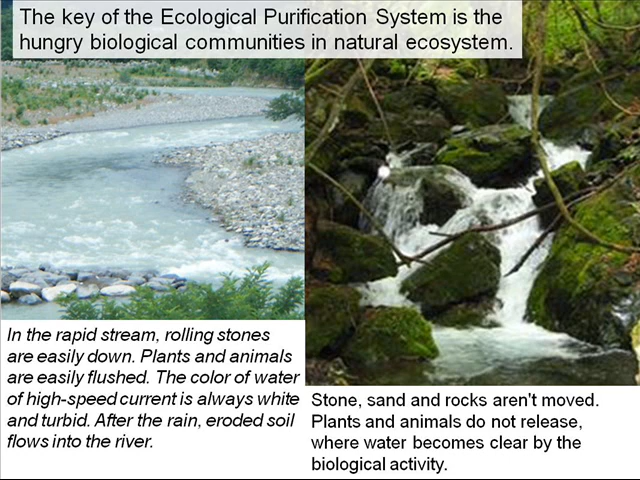 The key of the Ecological Purification System is the
hungry biological communities in natural ecosystem.
In the rapid stream, rolling stones
are easily down. Plants and animals
are easily flushed. The color of water
of high-speed current is always white
and turbid. After the rain, eroded soil
flows into the river.
Stone, sand and rocks aren't moved.
Plants and animals do not release,
where water becomes clear by the
biological activity.